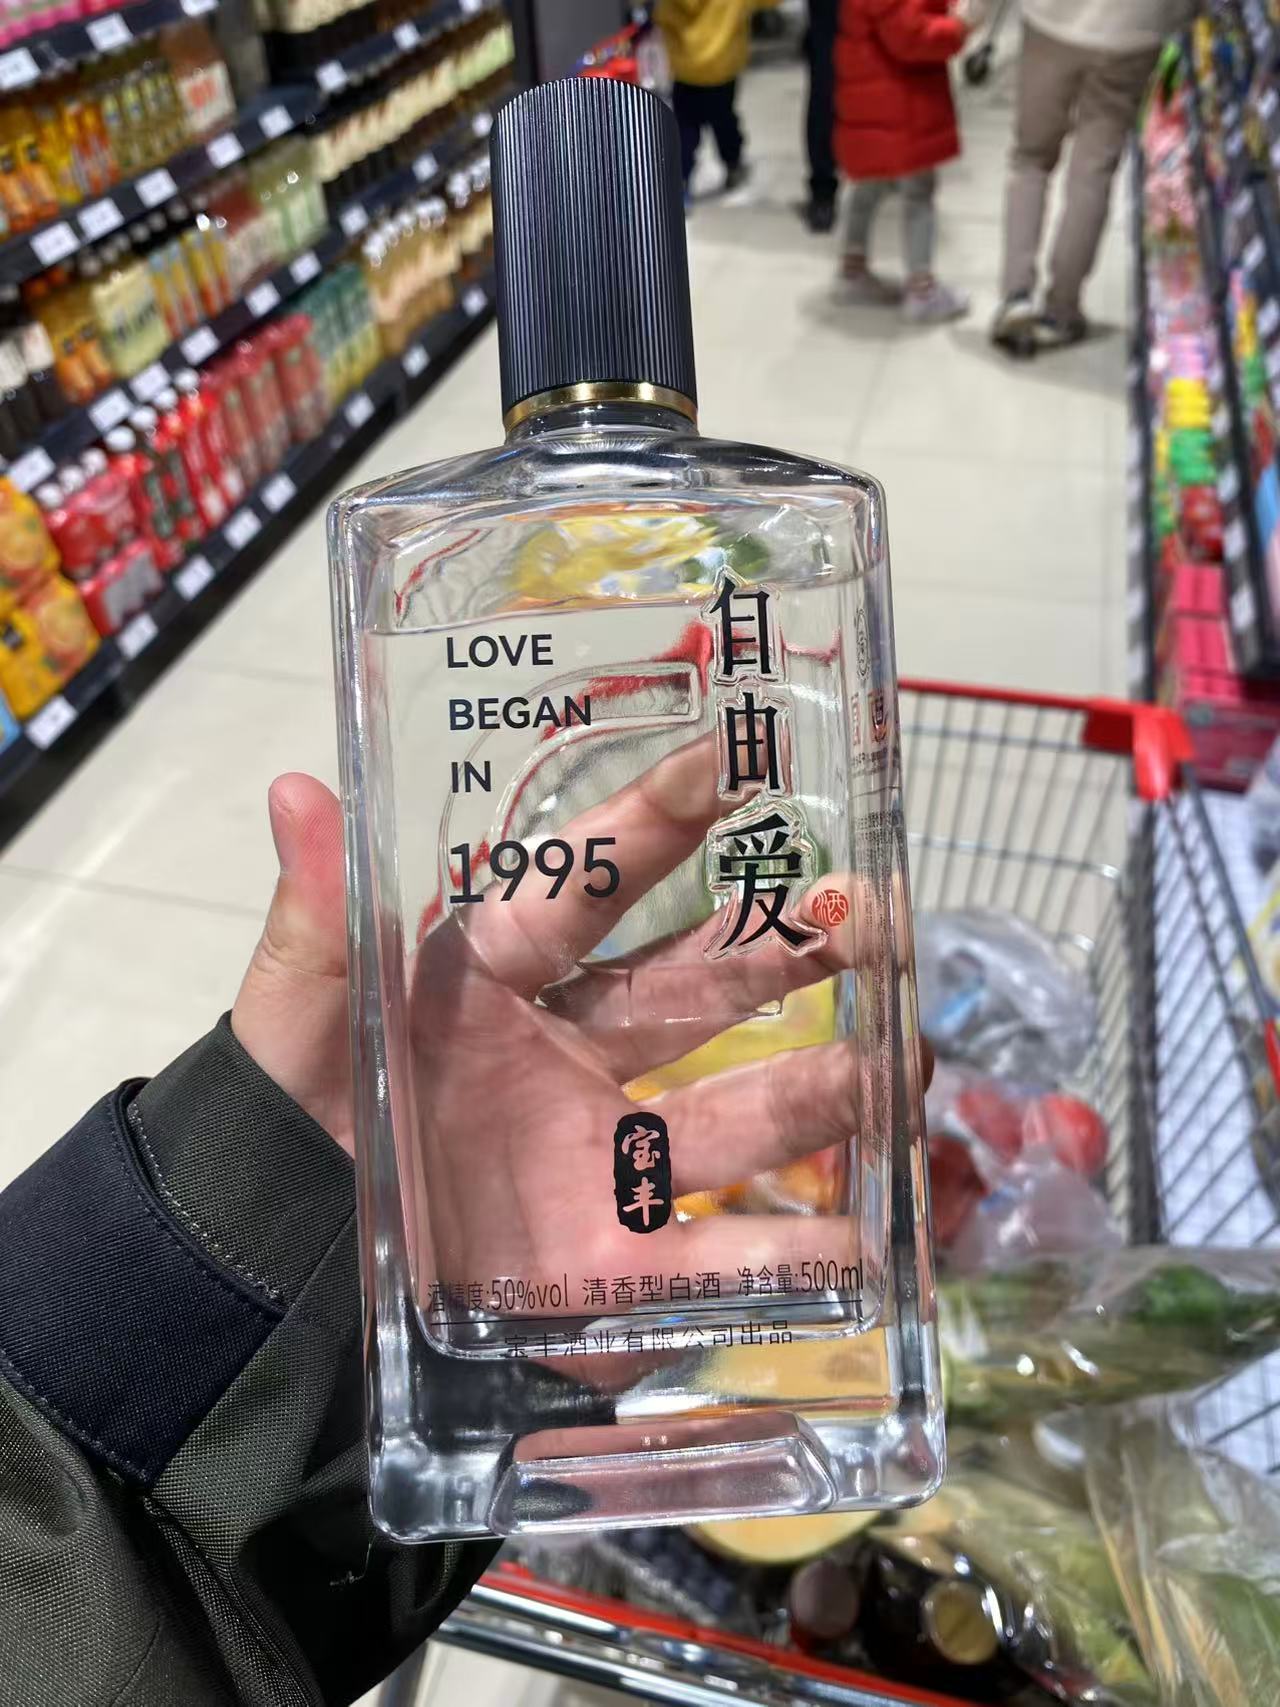 LOVE
BEGAN
IN
1995
自由爱
酒
宝丰
酒精度:50%vol 清香型白酒 净含量:500ml
宝丰酒业有限公司出品